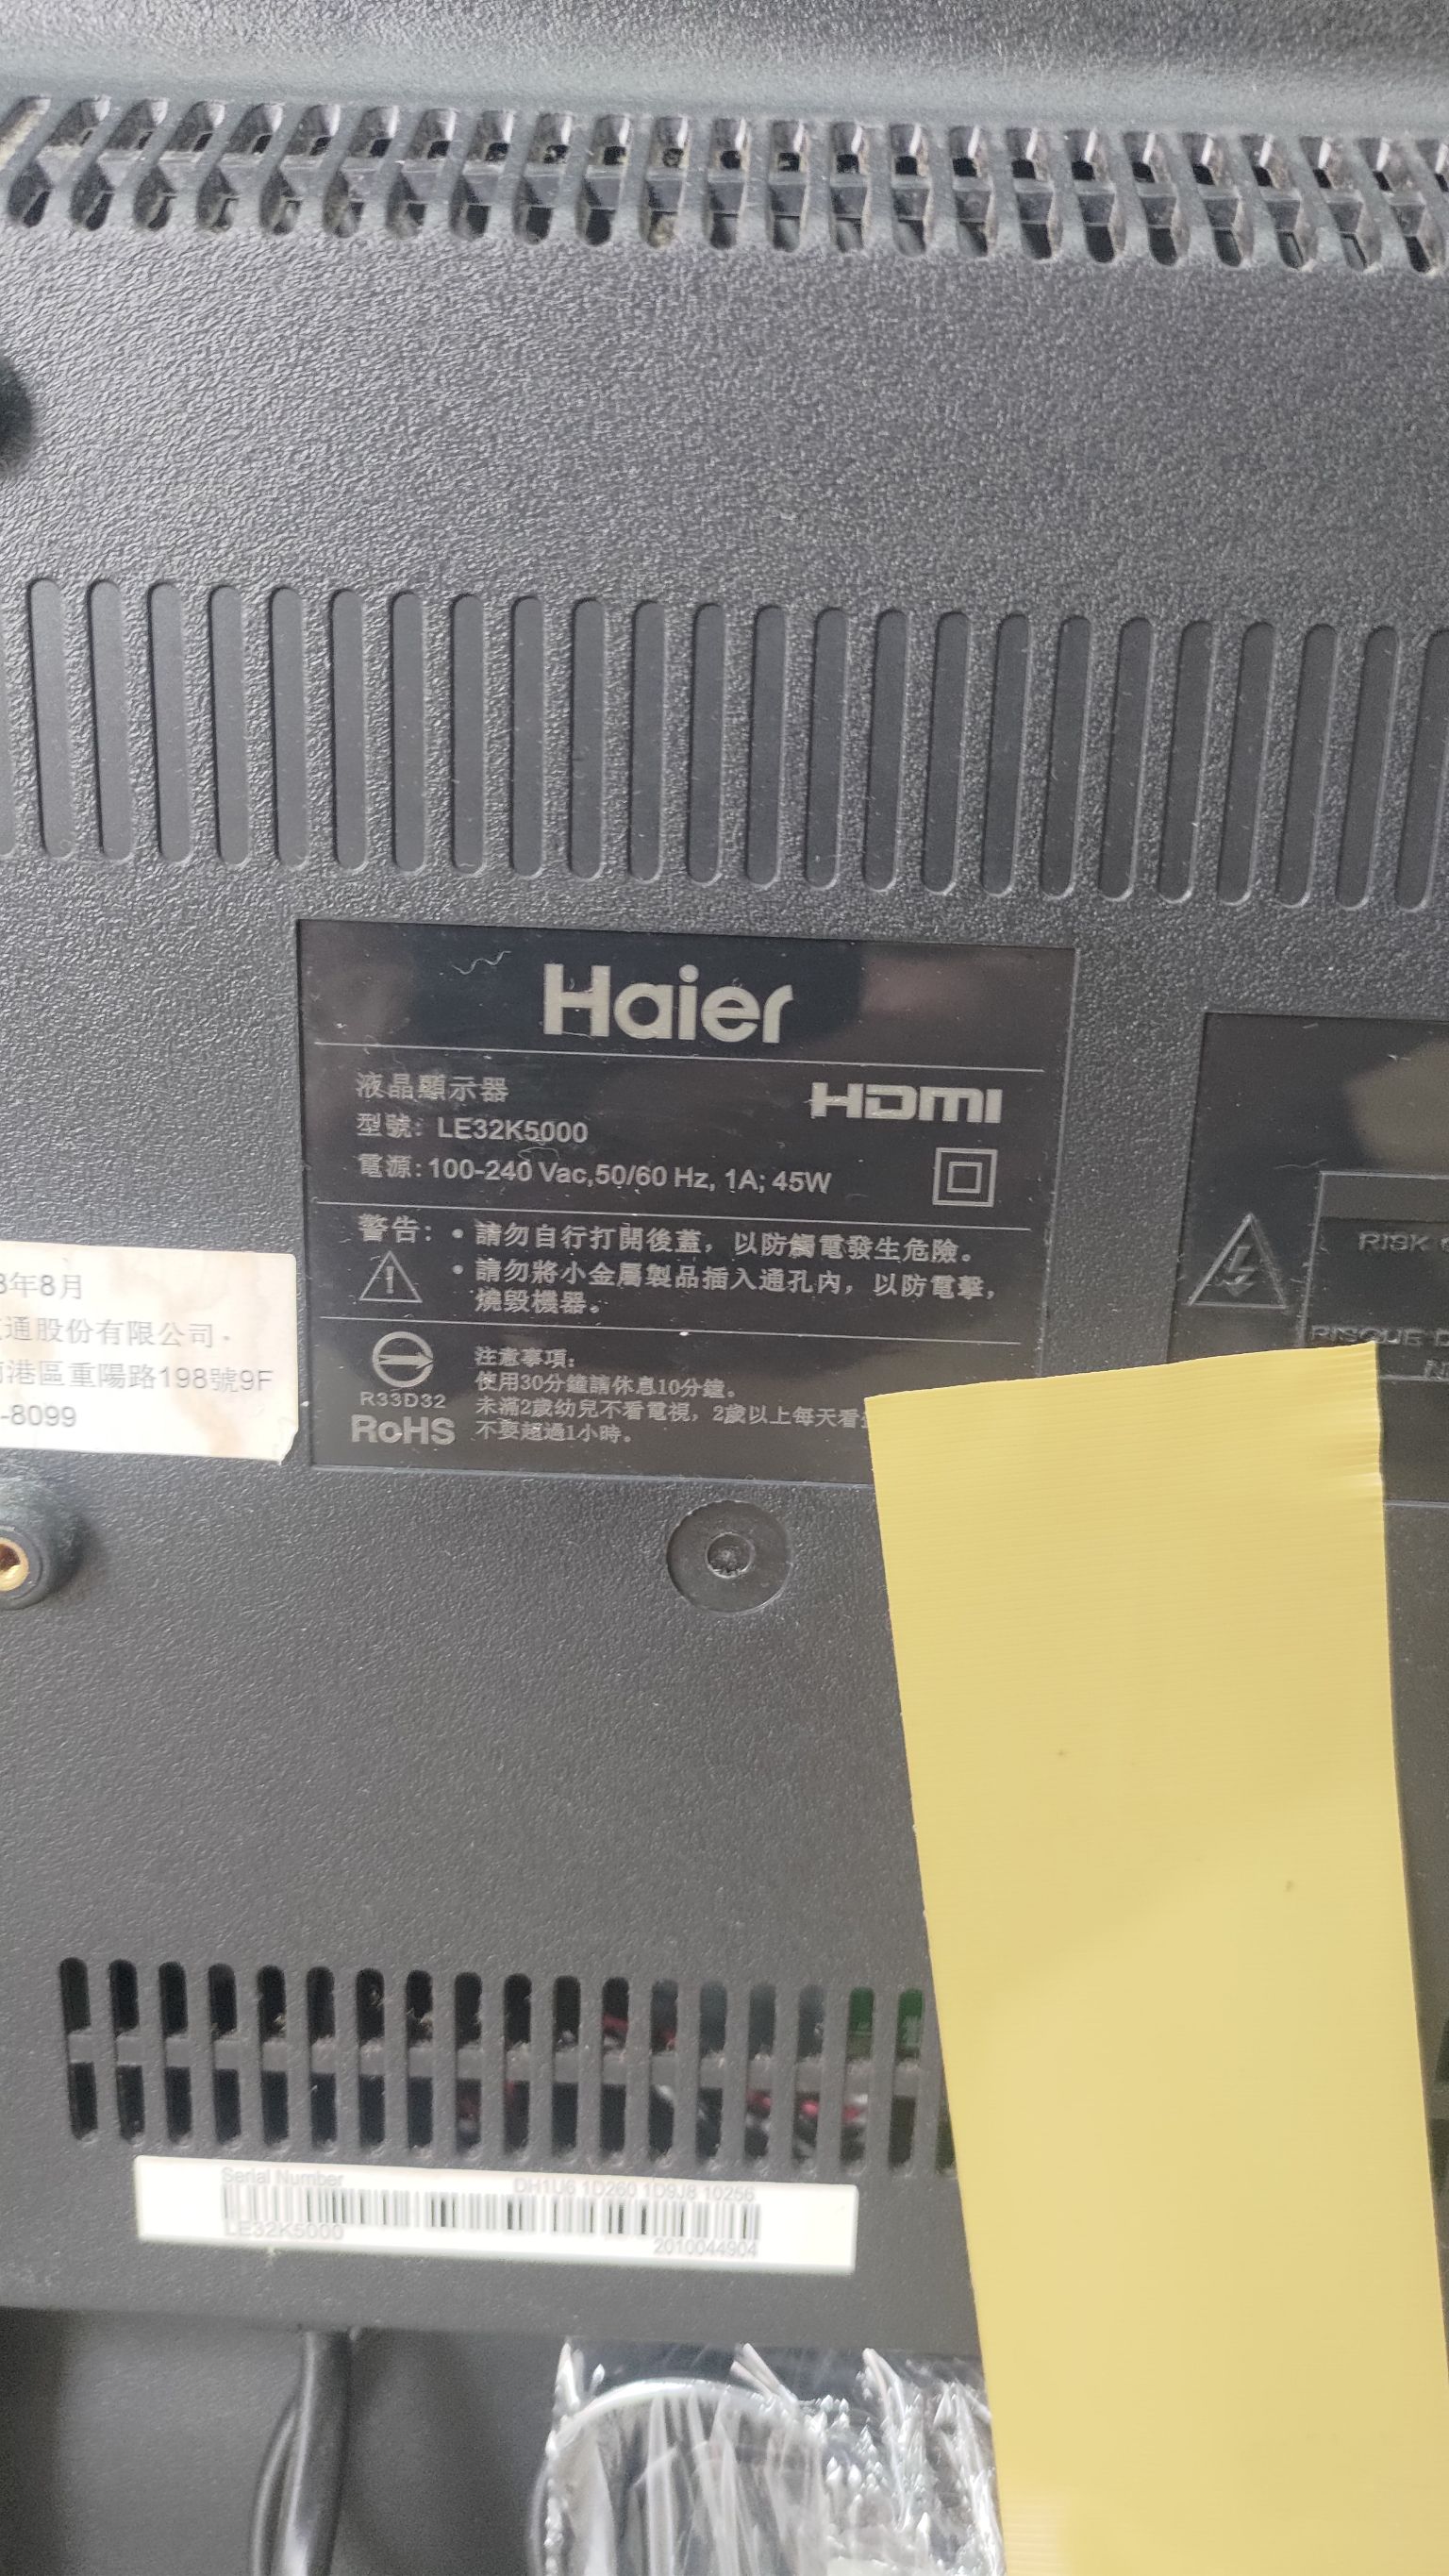 Haier
液晶顯示器
HDMI
型號: LE32K5000
電源: 100-240 Vac,50/60 Hz, 1A; 45W
警告: • 請勿自行打開後蓋，以防觸電發生危險。
• 請勿將小金屬製品插入通孔內，以防電擊，
燒毀機器。
R33D32
RoHS
注意事項:
使用30分鐘請休息10分鐘。
未滿2歲幼兒不看電視，2歲以上每天看
不要超過1小時。
年8月
通股份有限公司.
港區重陽路198號9F
-8099
RISK
RISQUE D
Serial Number
DH1U6 1D260 1D9J8 10256
LE32K5000
2010044904